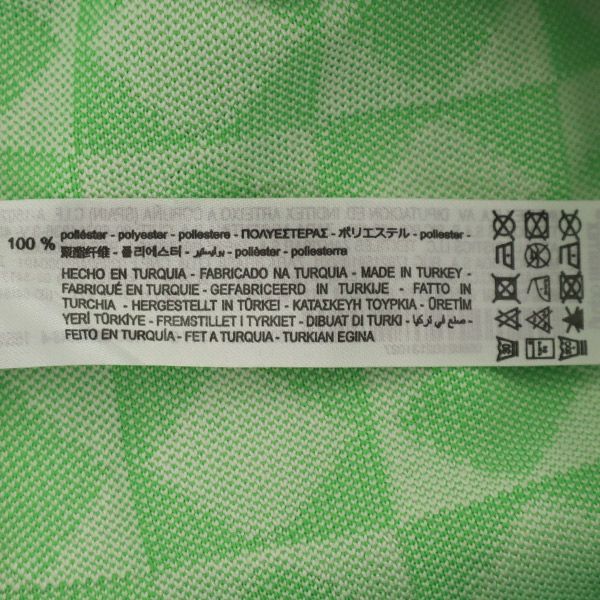 100 % poliéster - polyester - poliestere - ΠΟΛΥΕΣΤΕΡΑΣ - ポリエステル - poliester -
聚酯纤维 - 폴리에스터 - بوليستر - polièster - poliesterra
HECHO EN TURQUIA - FABRICADO NA TURQUIA - MADE IN TURKEY -
FABRIQUÉ EN TURQUIE - GEFABRICEERD IN TURKIJE - FATTO IN
TURCHIA - HERGESTELLT IN TÜRKEI - ΚΑΤΑΣΚΕΥΗ ΤΟΥΡΚΙΑ - ÜRETİM
YERİ TÜRKİYE - FREMSTILLET I TYRKIET - DIBUAT DI TURKI - صنع في تركيا -
FEITO EN TURQUÍA - FET A TURQUIA - TURKIAN EGINA